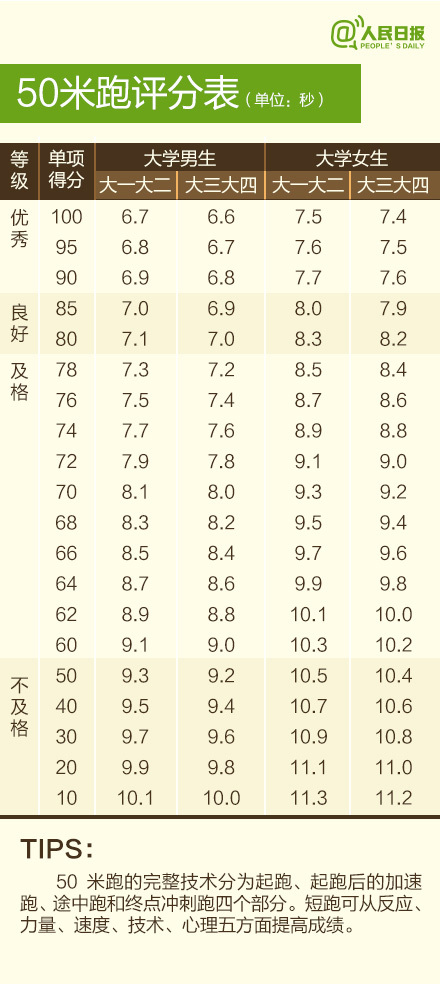 @人民日报
PEOPLE'S DAILY
50米跑评分表（单位：秒）
等级 单项得分 大学男生 大学女生
大一大二 大三大四 大一大二 大三大四
优秀 100 6.7 6.6 7.5 7.4
95 6.8 6.7 7.6 7.5
90 6.9 6.8 7.7 7.6
良好 85 7.0 6.9 8.0 7.9
80 7.1 7.0 8.3 8.2
及格 78 7.3 7.2 8.5 8.4
76 7.5 7.4 8.7 8.6
74 7.7 7.6 8.9 8.8
72 7.9 7.8 9.1 9.0
70 8.1 8.0 9.3 9.2
68 8.3 8.2 9.5 9.4
66 8.5 8.4 9.7 9.6
64 8.7 8.6 9.9 9.8
62 8.9 8.8 10.1 10.0
60 9.1 9.0 10.3 10.2
不及格 50 9.3 9.2 10.5 10.4
40 9.5 9.4 10.7 10.6
30 9.7 9.6 10.9 10.8
20 9.9 9.8 11.1 11.0
10 10.1 10.0 11.3 11.2
TIPS：
50 米跑的完整技术分为起跑、起跑后的加速
跑、途中跑和终点冲刺跑四个部分。短跑可从反应、
力量、速度、技术、心理五方面提高成绩。